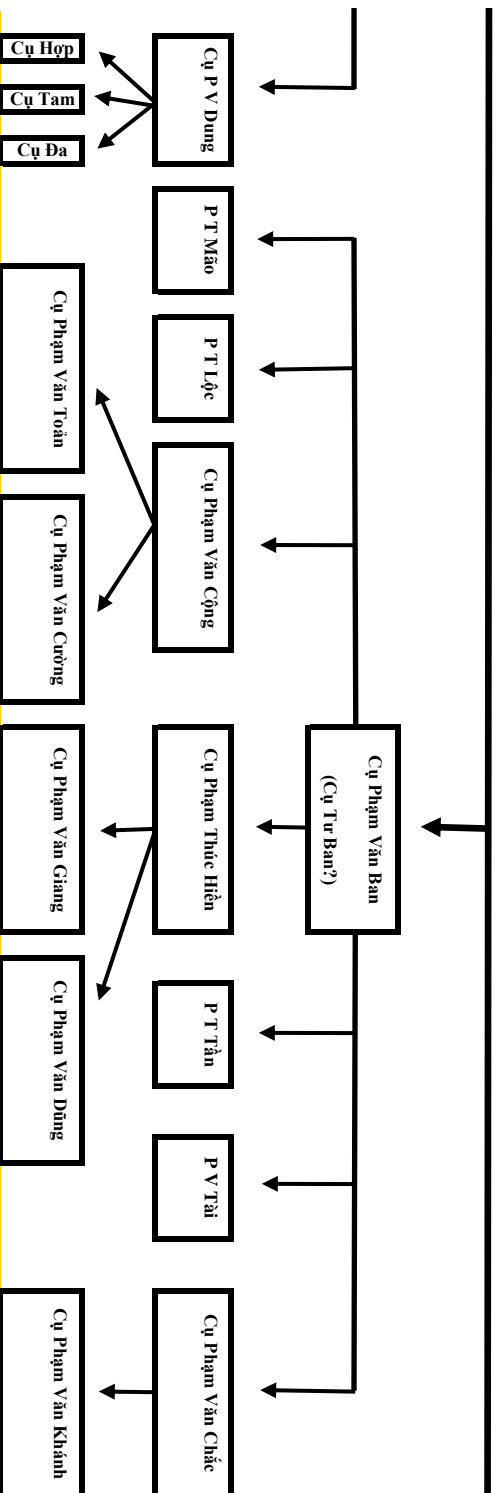 Cụ Phạm Văn Ban
(Cụ Tư Ban?)
Cụ P V Dung
P T Mão
P T Lộc
Cụ Phạm Văn Cộng
Cụ Phạm Thúc Hiền
P T Tần
P V Tài
Cụ Phạm Văn Chắc
Cụ Hợp
Cụ Tam
Cụ Đa
Cụ Phạm Văn Toản
Cụ Phạm Văn Cường
Cụ Phạm Văn Giang
Cụ Phạm Văn Dũng
Cụ Phạm Văn Khánh